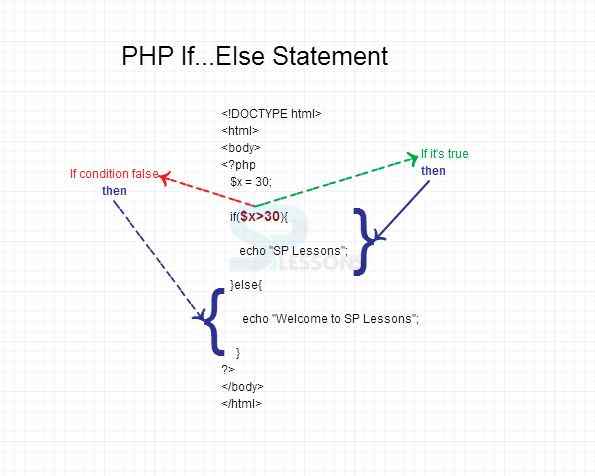 PHP If...Else Statement
<!DOCTYPE html>
<html>
<body>
<?php
$x = 30;
If condition false
then
If it's true
then
if($x>30){
echo "SP Lessons";
SP LESSONS
}else{
echo "Welcome to SP Lessons";
}
?>
</body>
</html>